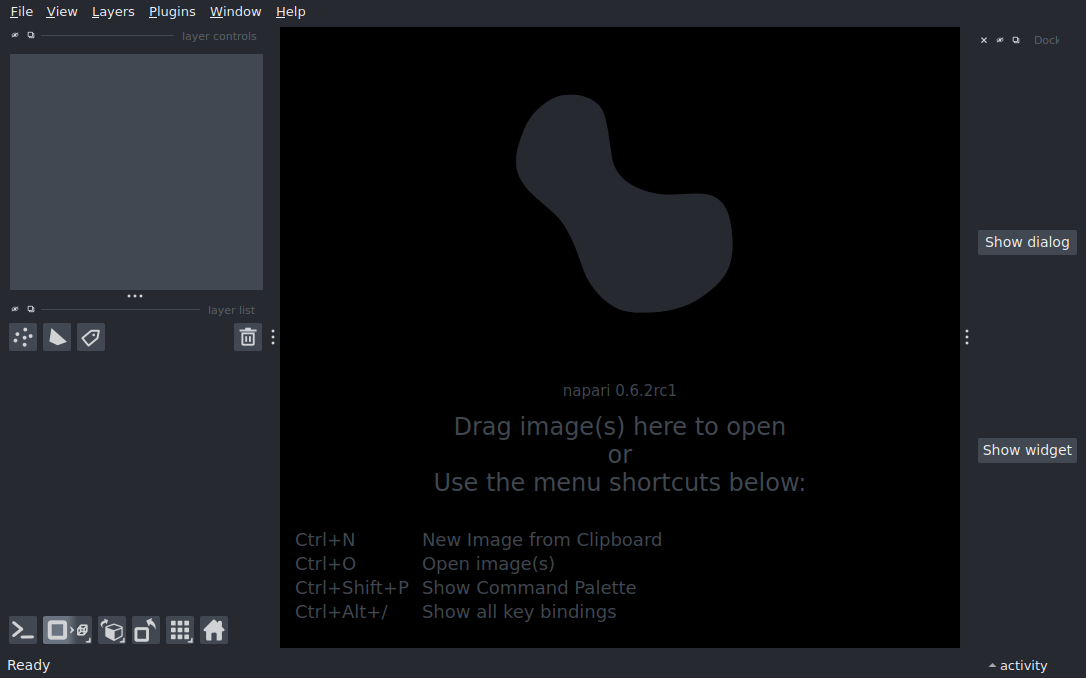 File View Layers Plugins Window Help
layer controls
Dock
layer list
Show dialog
napari 0.6.2rc1
Drag image(s) here to open
or
Use the menu shortcuts below:
Show widget
Ctrl+N New Image from Clipboard
Ctrl+O Open image(s)
Ctrl+Shift+P Show Command Palette
Ctrl+Alt+/ Show all key bindings
Ready
activity